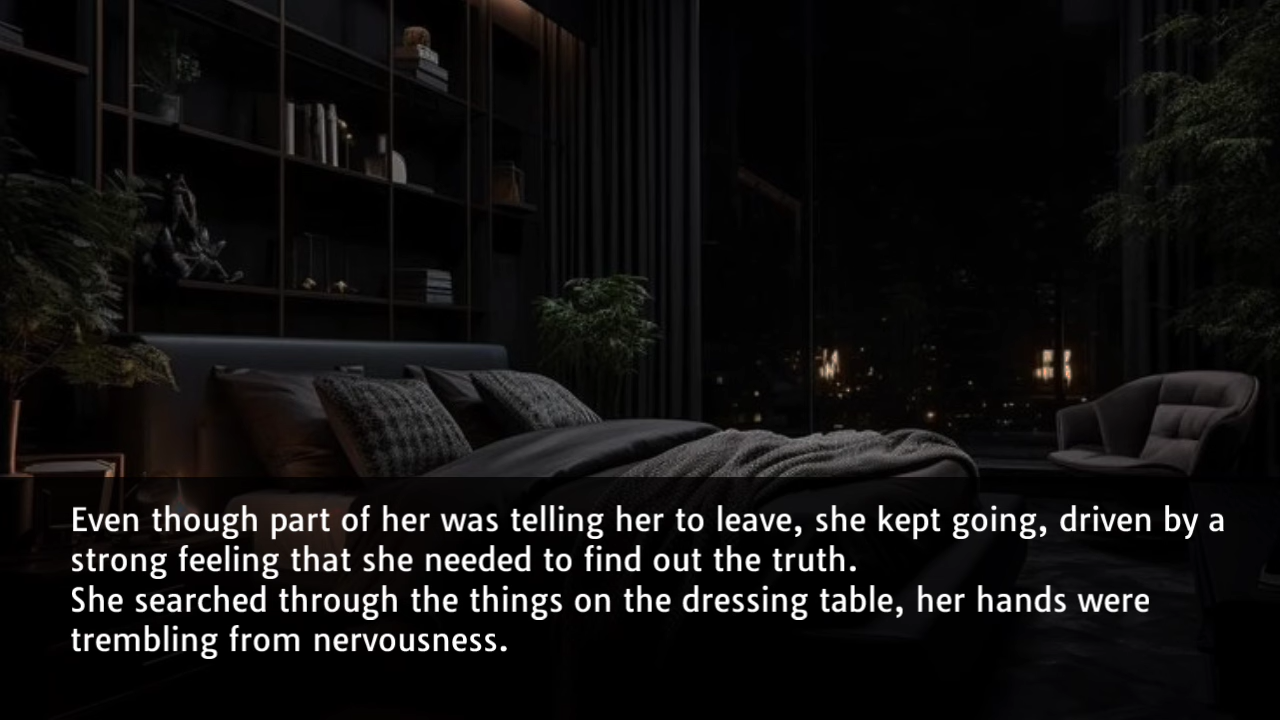 Even though part of her was telling her to leave, she kept going, driven by a
strong feeling that she needed to find out the truth.
She searched through the things on the dressing table, her hands were
trembling from nervousness.